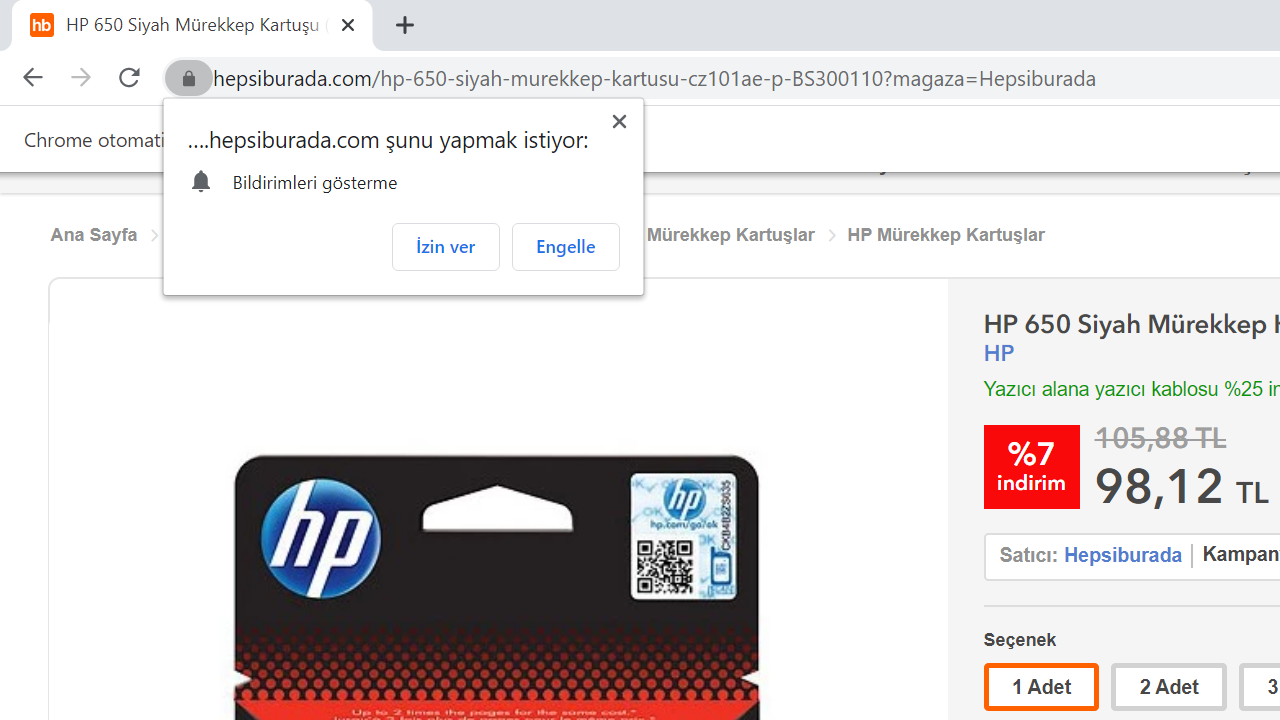 HP 650 Siyah Mürekkep Kartuşu
hepsiburada.com/hp-650-siyah-murekkep-kartusu-cz101ae-p-BS300110?magaza=Hepsiburada
Chrome otomati
....hepsiburada.com şunu yapmak istiyor:
Bildirimleri gösterme
İzin ver
Engelle
Ana Sayfa
Mürekkep Kartuşlar
HP Mürekkep Kartuşlar
HP 650 Siyah Mürekkep
HP
Yazıcı alana yazıcı kablosu %25 in
%7
indirim
105,88 TL
98,12 TL
Satıcı: Hepsiburada
Kampan
Seçenek
1 Adet
2 Adet
3
hb
hp
hp
hp.com/go/ok
Up to 2 times the pages for the same cost.*